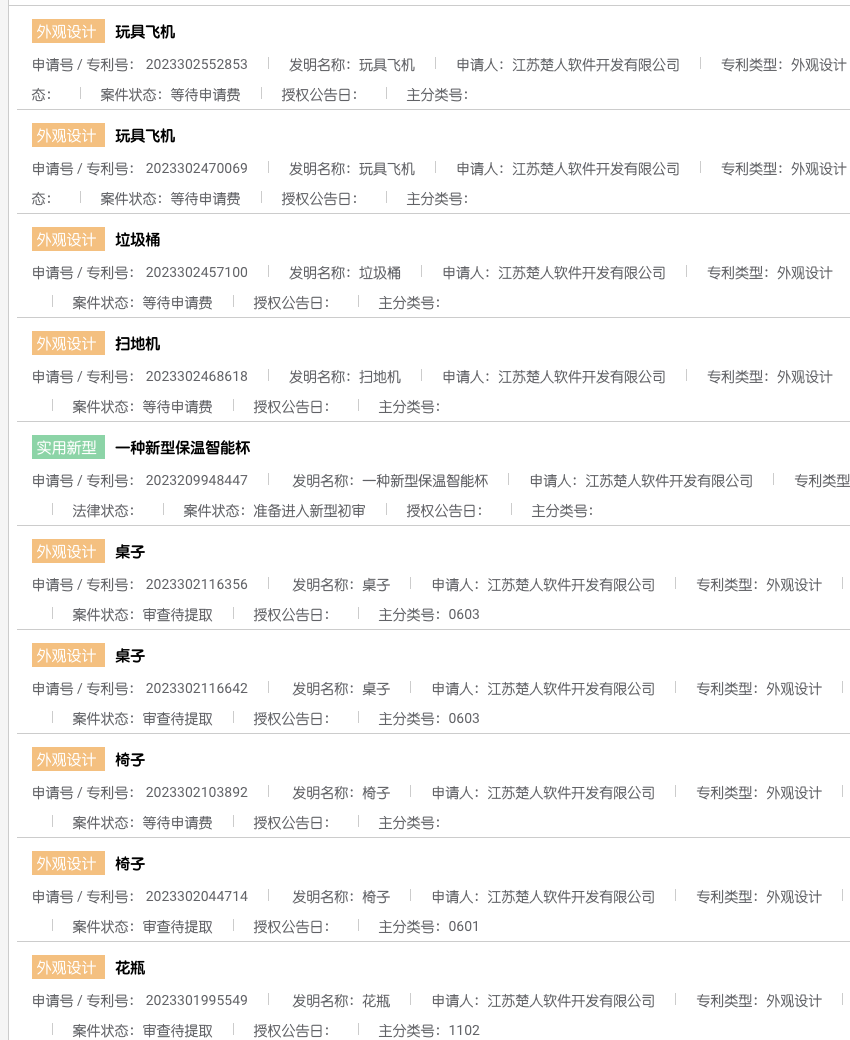 外观设计 玩具飞机
申请号 / 专利号： 2023302552853 发明名称：玩具飞机 申请人：江苏楚人软件开发有限公司 专利类型：外观设计
态： 案件状态：等待申请费 授权公告日： 主分类号：
外观设计 玩具飞机
申请号 / 专利号： 2023302470069 发明名称：玩具飞机 申请人：江苏楚人软件开发有限公司 专利类型：外观设计
态： 案件状态：等待申请费 授权公告日： 主分类号：
外观设计 垃圾桶
申请号 / 专利号： 2023302457100 发明名称：垃圾桶 申请人：江苏楚人软件开发有限公司 专利类型：外观设计
案件状态：等待申请费 授权公告日： 主分类号：
外观设计 扫地机
申请号 / 专利号： 2023302468618 发明名称：扫地机 申请人：江苏楚人软件开发有限公司 专利类型：外观设计
案件状态：等待申请费 授权公告日： 主分类号：
实用新型 一种新型保温智能杯
申请号 / 专利号： 2023209948447 发明名称：一种新型保温智能杯 申请人：江苏楚人软件开发有限公司 专利类型
法律状态： 案件状态：准备进入新型初审 授权公告日： 主分类号：
外观设计 桌子
申请号 / 专利号： 2023302116356 发明名称：桌子 申请人：江苏楚人软件开发有限公司 专利类型：外观设计
案件状态：审查待提取 授权公告日： 主分类号：0603
外观设计 桌子
申请号 / 专利号： 2023302116642 发明名称：桌子 申请人：江苏楚人软件开发有限公司 专利类型：外观设计
案件状态：审查待提取 授权公告日： 主分类号：0603
外观设计 椅子
申请号 / 专利号： 2023302103892 发明名称：椅子 申请人：江苏楚人软件开发有限公司 专利类型：外观设计
案件状态：等待申请费 授权公告日： 主分类号：
外观设计 椅子
申请号 / 专利号： 2023302044714 发明名称：椅子 申请人：江苏楚人软件开发有限公司 专利类型：外观设计
案件状态：审查待提取 授权公告日： 主分类号：0601
外观设计 花瓶
申请号 / 专利号： 2023301995549 发明名称：花瓶 申请人：江苏楚人软件开发有限公司 专利类型：外观设计
案件状态：审查待提取 授权公告日： 主分类号：1102